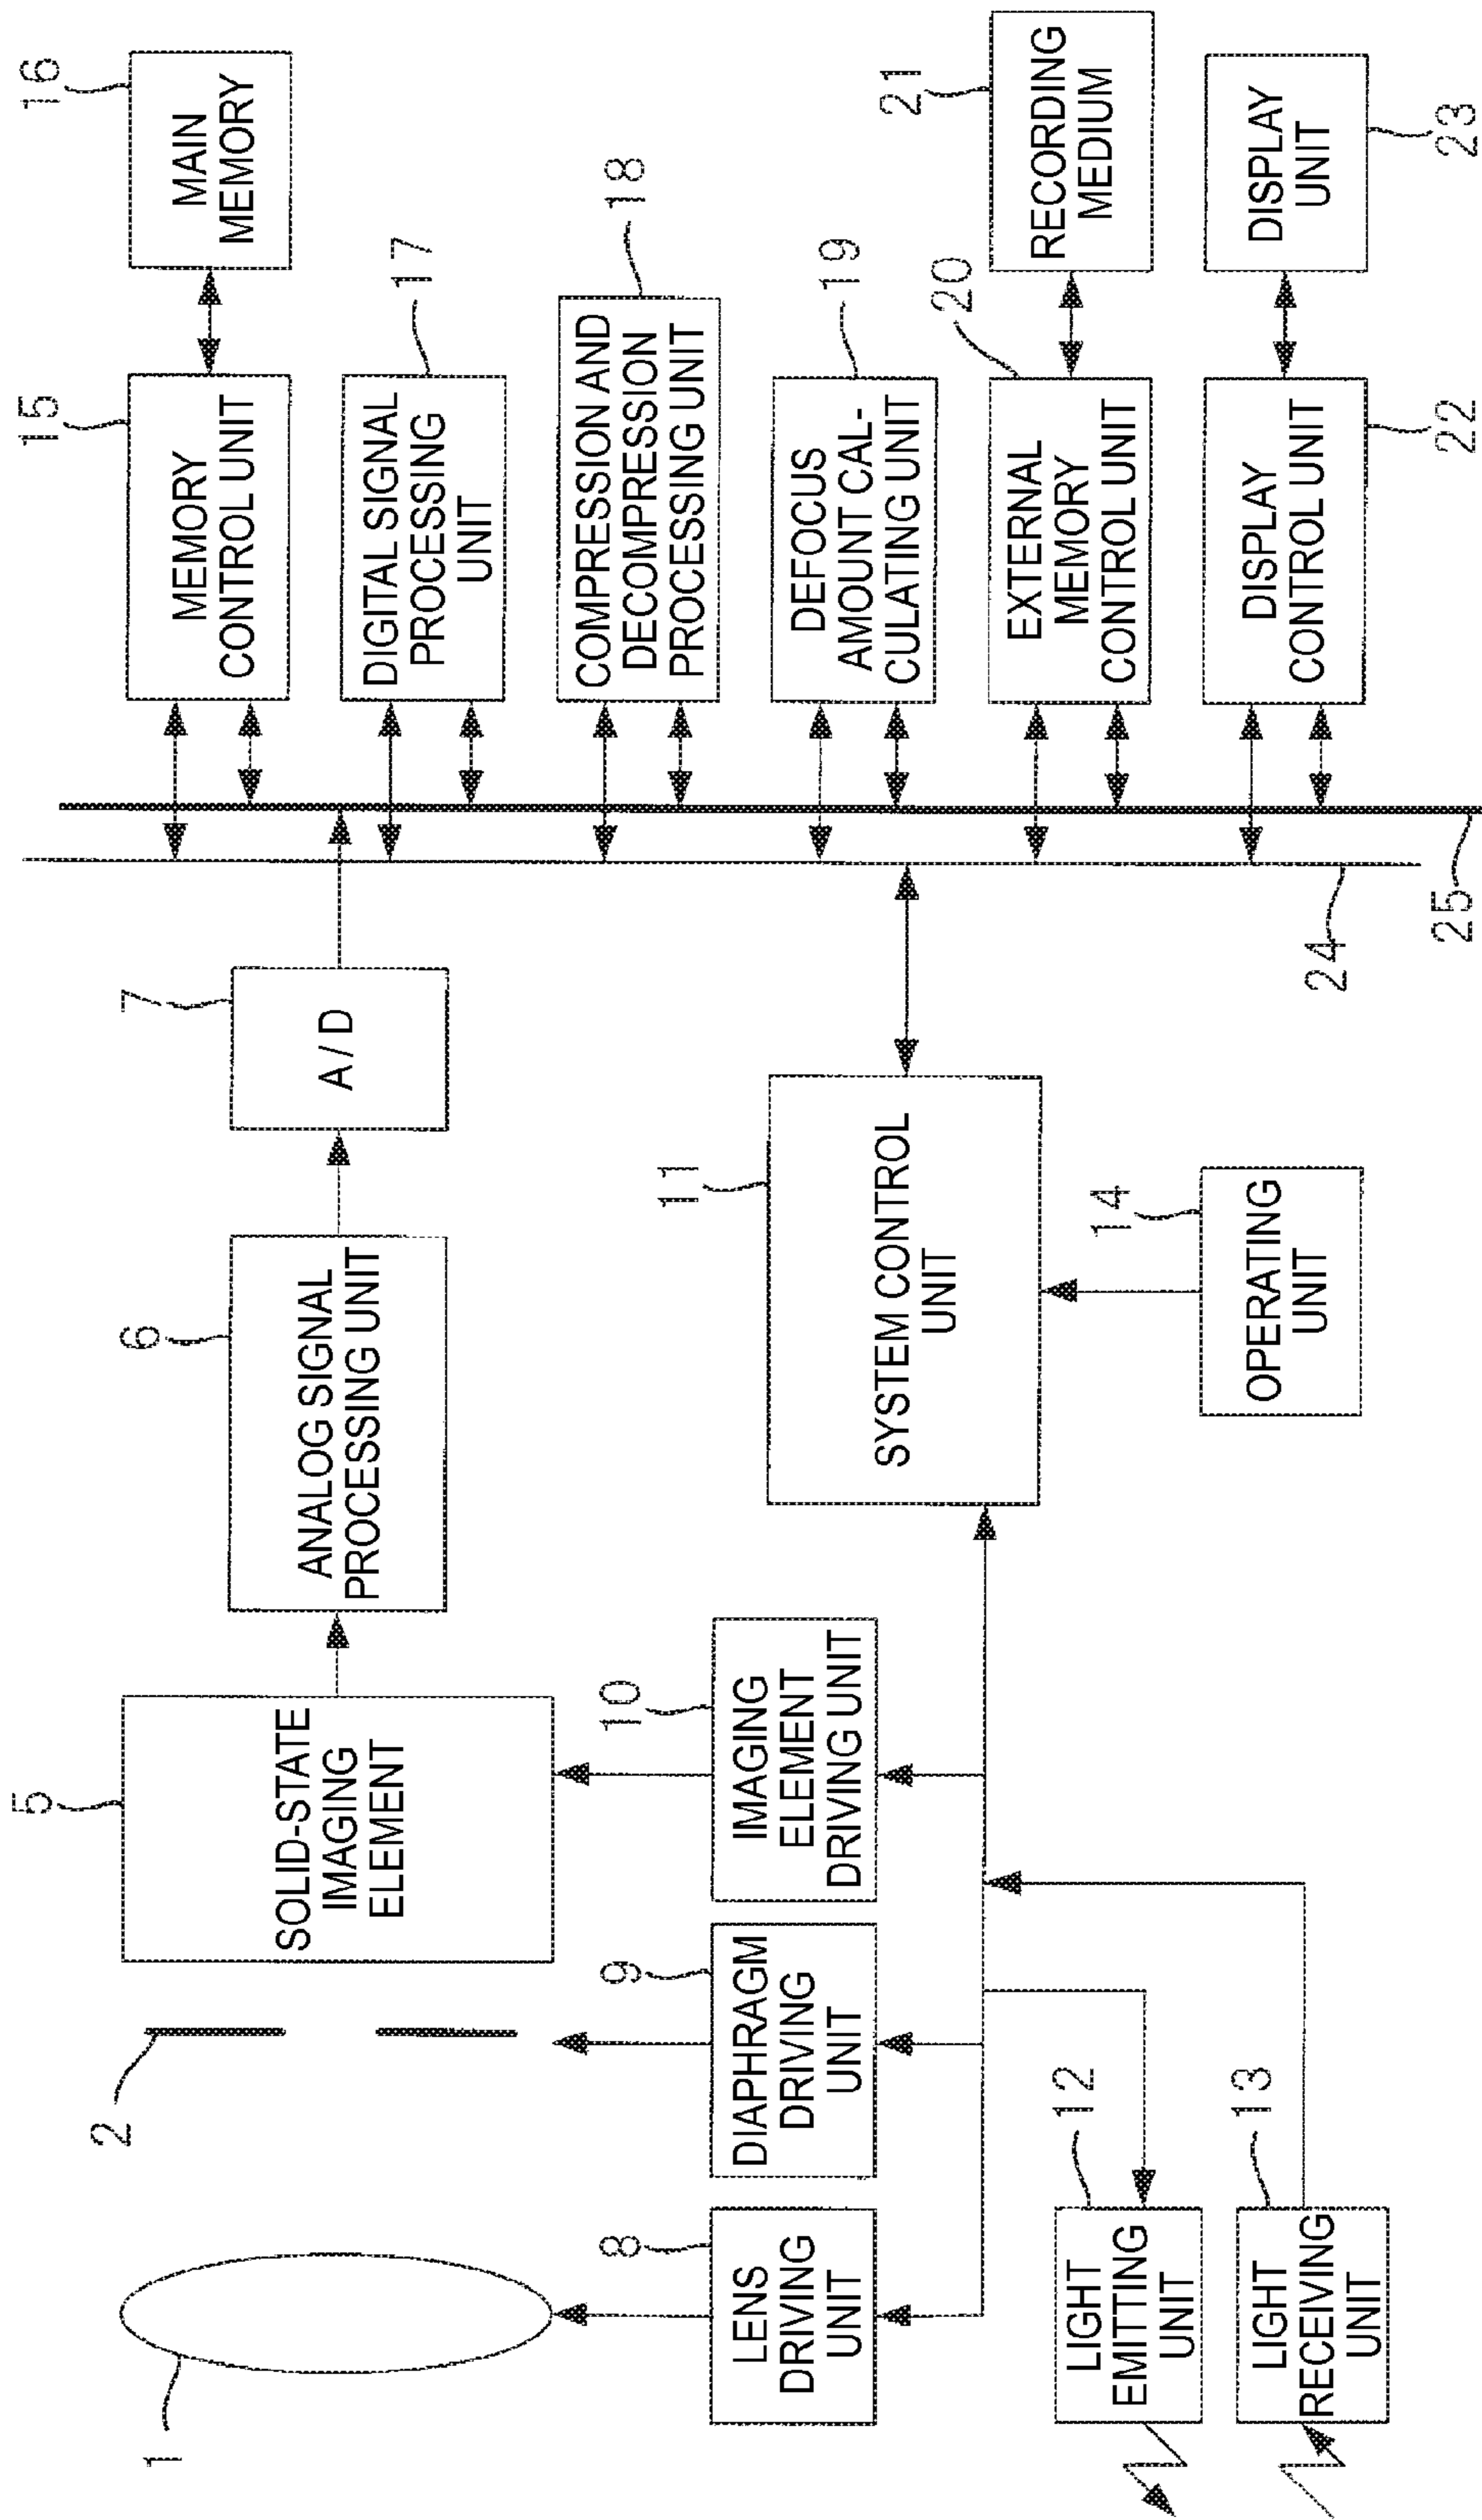 1
2
5
SOLID-STATE
IMAGING
ELEMENT
6
ANALOG SIGNAL
PROCESSING UNIT
7
A / D
15
MEMORY
CONTROL UNIT
16
MAIN
MEMORY
17
DIGITAL SIGNAL
PROCESSING
UNIT
18
COMPRESSION AND
DECOMPRESSION
PROCESSING UNIT
19
DEFOCUS
AMOUNT CAL-
CULATING UNIT
20
EXTERNAL
MEMORY
CONTROL UNIT
21
RECORDING
MEDIUM
DISPLAY
CONTROL UNIT
22
DISPLAY
UNIT
23
8
LENS
DRIVING
UNIT
9
DIAPHRAGM
DRIVING
UNIT
10
IMAGING
ELEMENT
DRIVING UNIT
11
SYSTEM CONTROL
UNIT
12
LIGHT
EMITTING
UNIT
13
LIGHT
RECEIVING
UNIT
14
OPERATING
UNIT
24
25